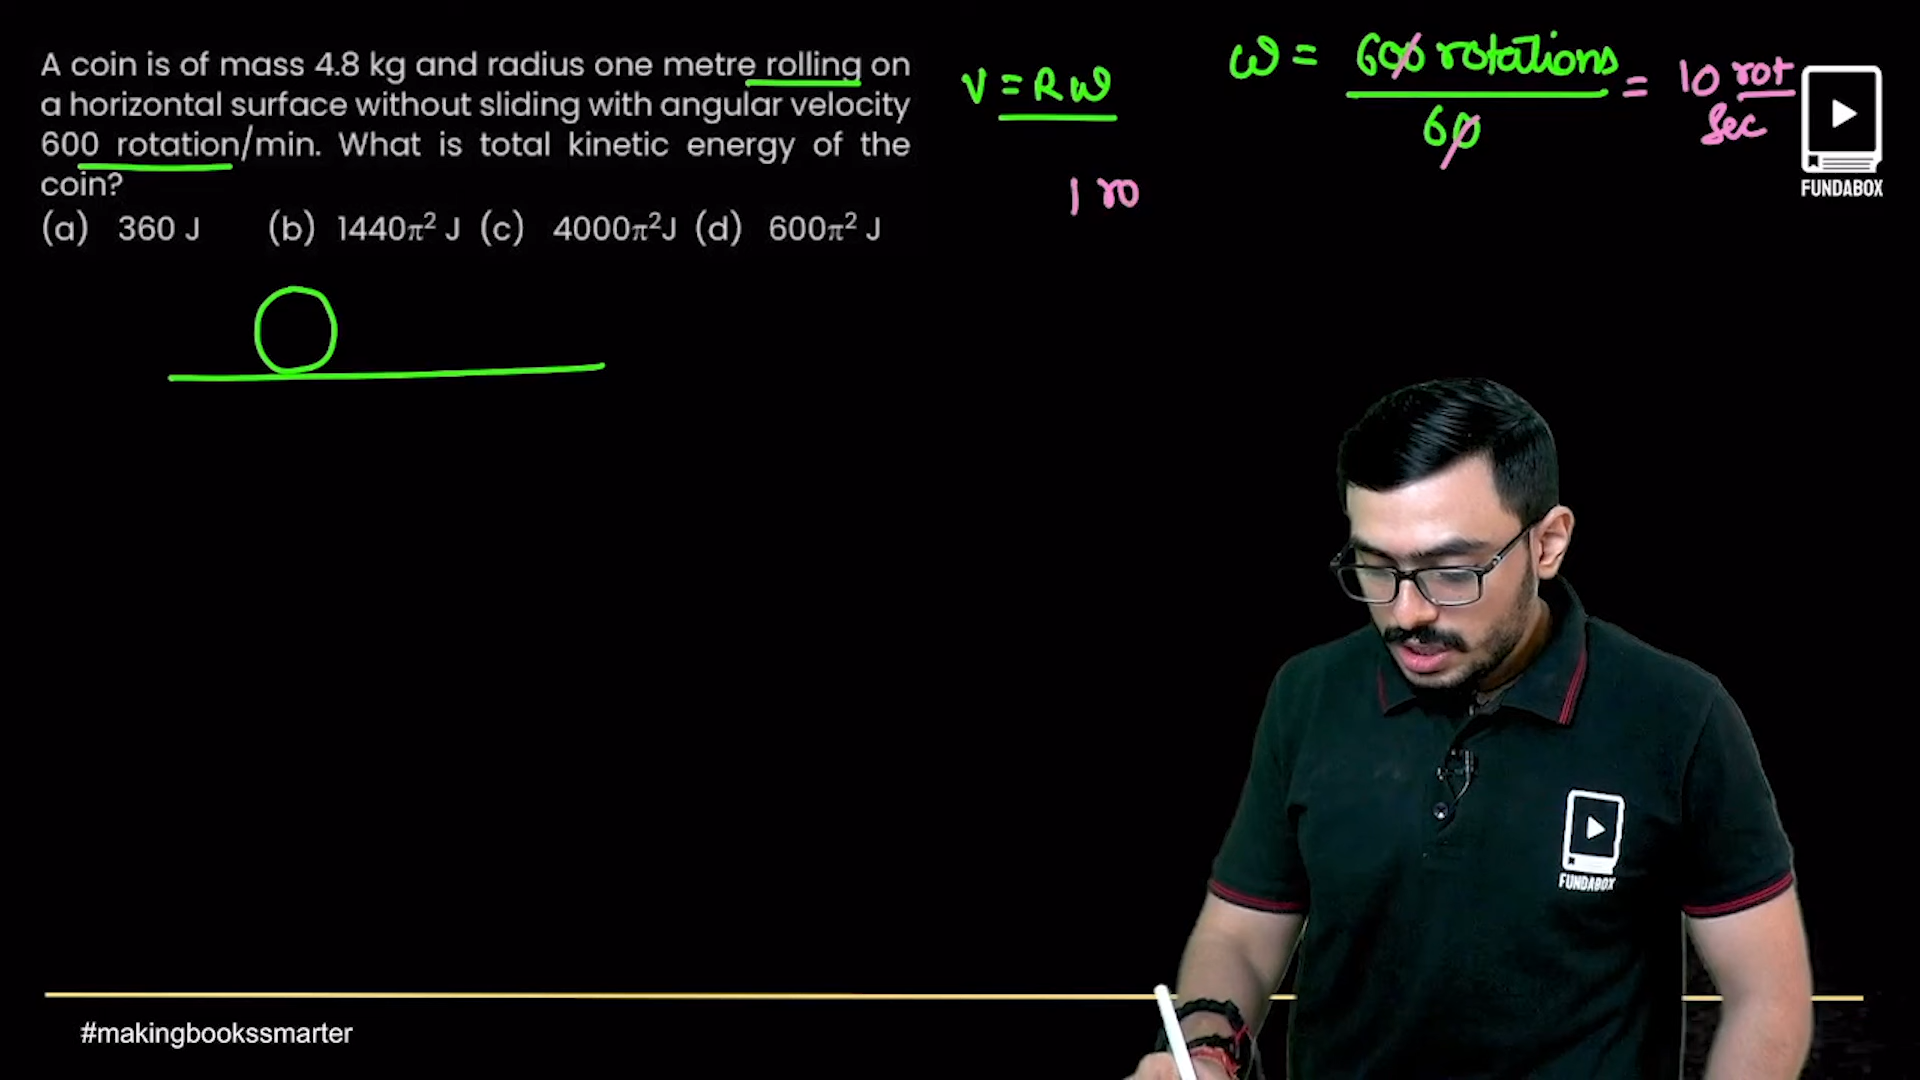 A coin is of mass 4.8 kg and radius one metre rolling on
a horizontal surface without sliding with angular velocity
600 rotation/min. What is total kinetic energy of the
coin?
(a) 360 J (b) 1440π² J (c) 4000π²J (d) 600π² J
V = Rω
ω = 600 rotations / 60 = 10 rot / sec
1 ro
FUNDABOX
FUNDABOX
#makingbookssmarter